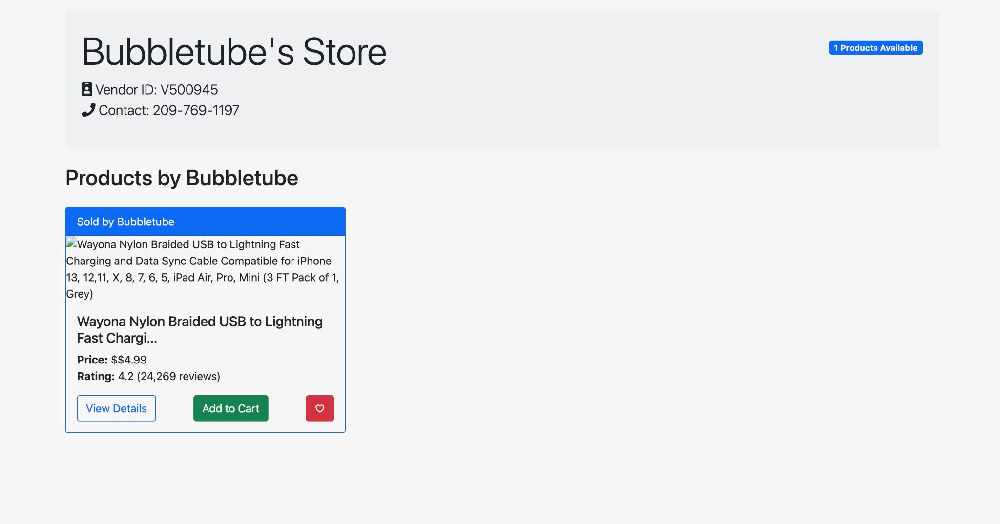 Bubbletube's Store
1 Products Available
Vendor ID: V500945
Contact: 209-769-1197
Products by Bubbletube
Sold by Bubbletube
Wayona Nylon Braided USB to Lightning Fast
Charging and Data Sync Cable Compatible for iPhone
13, 12,11, X, 8, 7, 6, 5, iPad Air, Pro, Mini (3 FT Pack of 1,
Grey)
Wayona Nylon Braided USB to Lightning
Fast Chargi...
Price: $$4.99
Rating: 4.2 (24,269 reviews)
View Details
Add to Cart